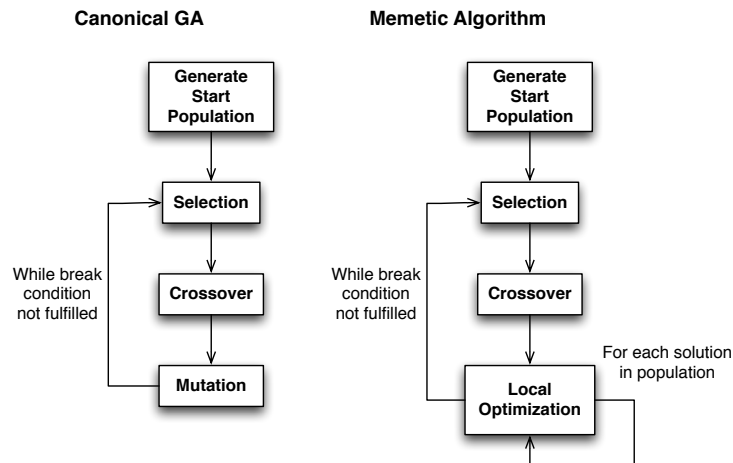 Canonical GA
Generate
Start
Population
Selection
While break
condition
not fulfilled
Crossover
Mutation
Memetic Algorithm
Generate
Start
Population
Selection
While break
condition
not fulfilled
Crossover
For each solution
in population
Local
Optimization